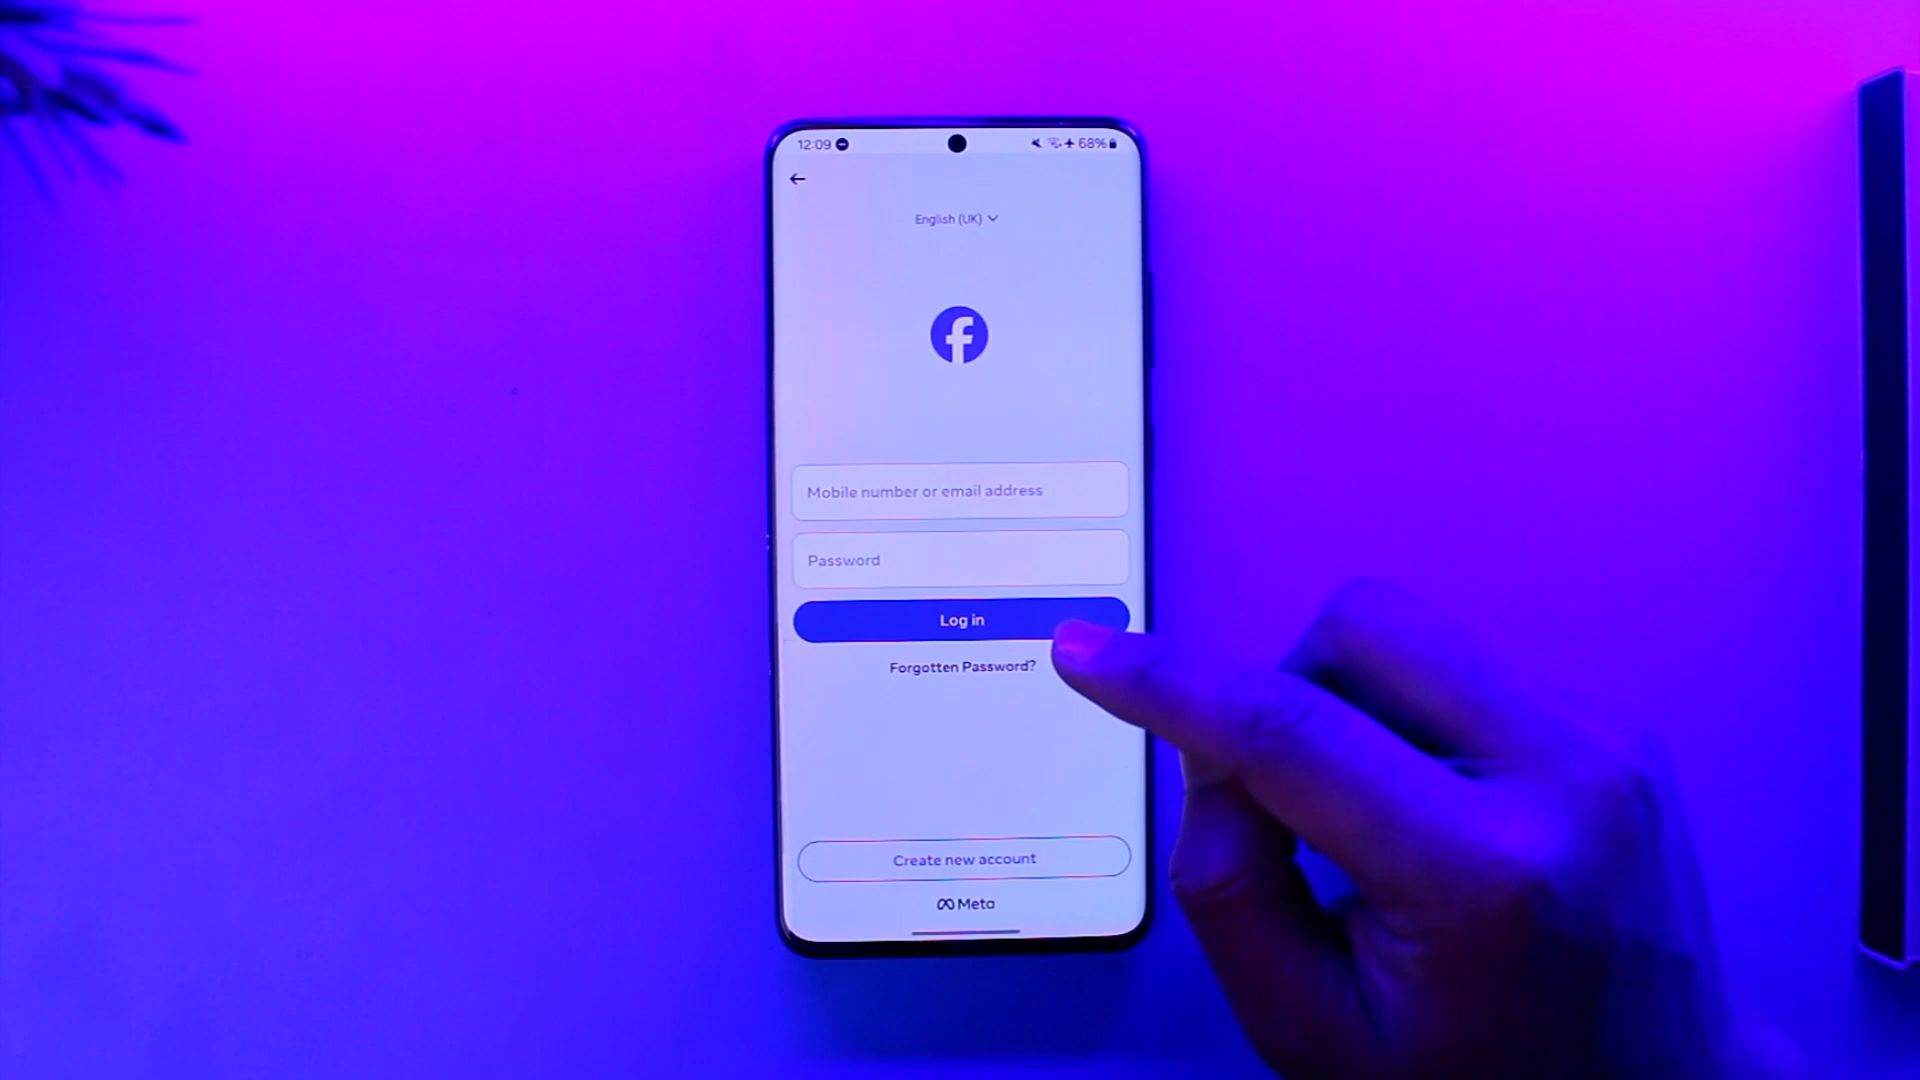 12:09
68%
English (UK)
Mobile number or email address
Password
Log in
Forgotten Password?
Create new account
Meta